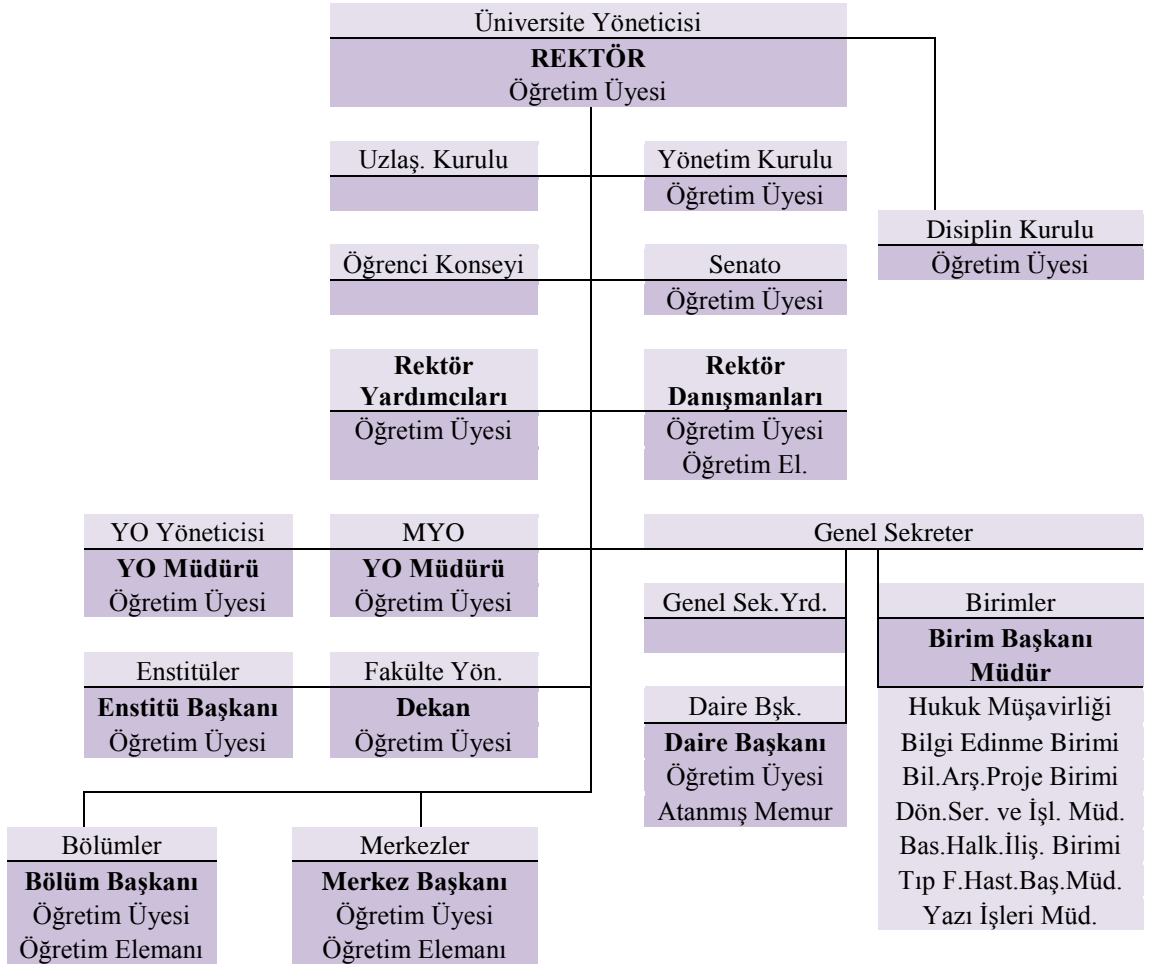 Üniversite Yöneticisi
REKTÖR
Öğretim Üyesi
Uzlaş. Kurulu
Yönetim Kurulu
Öğretim Üyesi
Disiplin Kurulu
Öğretim Üyesi
Öğrenci Konseyi
Senato
Öğretim Üyesi
Rektör
Yardımcıları
Öğretim Üyesi
Rektör
Danışmanları
Öğretim Üyesi
Öğretim El.
YO Yöneticisi
YO Müdürü
Öğretim Üyesi
MYO
YO Müdürü
Öğretim Üyesi
Genel Sekreter
Genel Sek.Yrd.
Birimler
Birim Başkanı
Müdür
Hukuk Müşavirliği
Bilgi Edinme Birimi
Bil.Arş.Proje Birimi
Dön.Ser. ve İşl. Müd.
Bas.Halk.İliş. Birimi
Tıp F.Hast.Baş.Müd.
Yazı İşleri Müd.
Enstitüler
Enstitü Başkanı
Öğretim Üyesi
Fakülte Yön.
Dekan
Öğretim Üyesi
Daire Bşk.
Daire Başkanı
Öğretim Üyesi
Atanmış Memur
Bölümler
Bölüm Başkanı
Öğretim Üyesi
Öğretim Elemanı
Merkezler
Merkez Başkanı
Öğretim Üyesi
Öğretim Elemanı